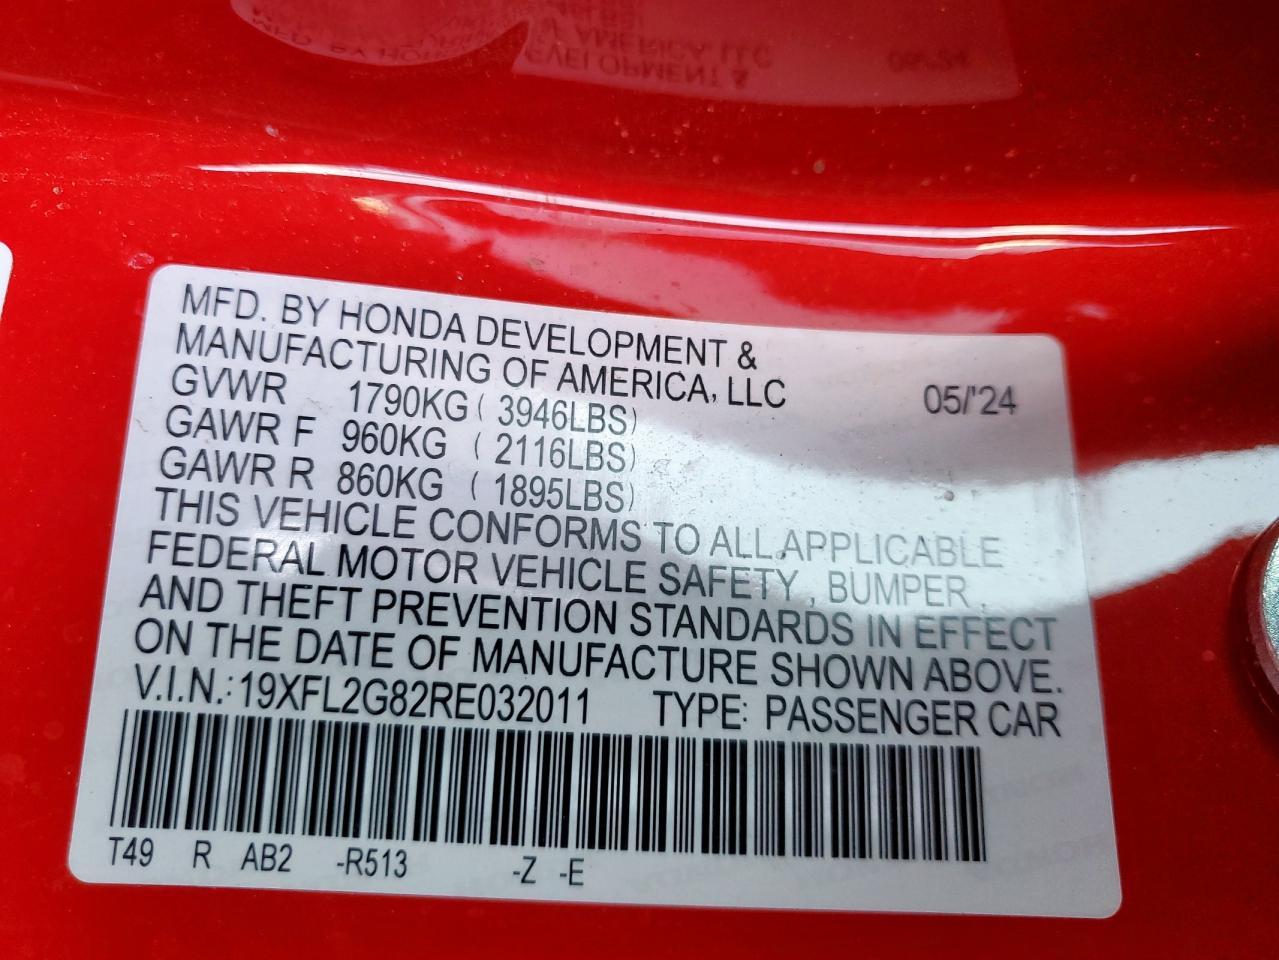 MFD. BY HONDA DEVELOPMENT &
MANUFACTURING OF AMERICA, LLC 05/'24
GVWR 1790KG ( 3946LBS)
GAWR F 960KG ( 2116LBS)
GAWR R 860KG ( 1895LBS)
THIS VEHICLE CONFORMS TO ALL APPLICABLE
FEDERAL MOTOR VEHICLE SAFETY , BUMPER ,
AND THEFT PREVENTION STANDARDS IN EFFECT
ON THE DATE OF MANUFACTURE SHOWN ABOVE.
V.I.N.: 19XFL2G82RE032011 TYPE: PASSENGER CAR
T49 R AB2 -R513 -Z -E